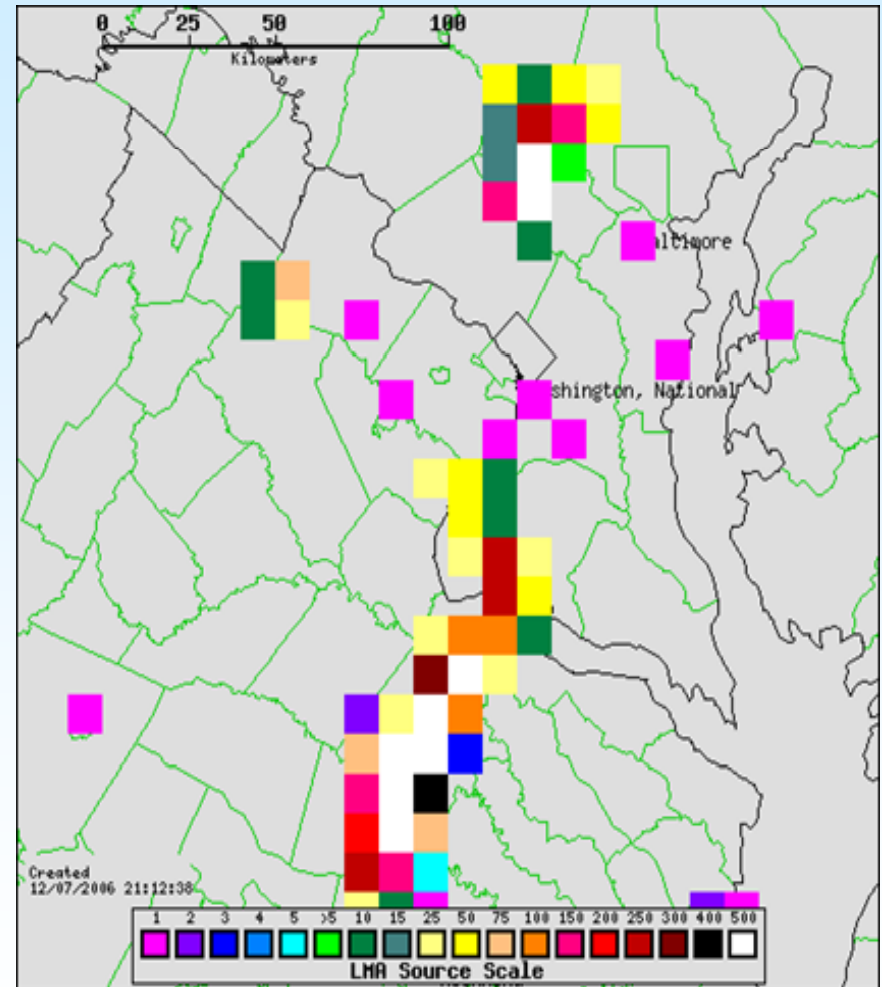 0 25 50 100
Kilometers
altimore
shington, National
Created
12/07/2006 21:12:38
1 2 3 4 5 >5 10 15 25 50 75 100 150 200 250 300 400 500
LMA Source Scale